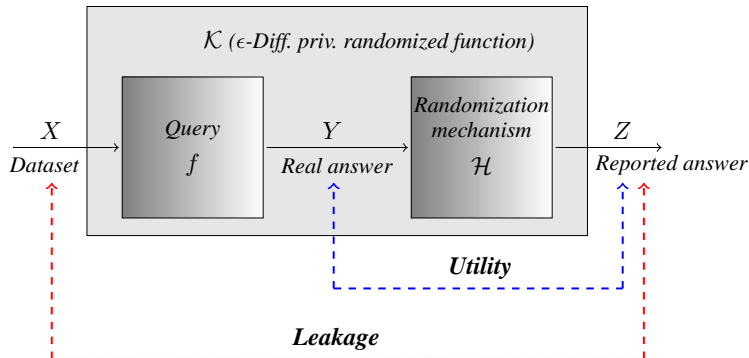 𝒦 (ϵ-Diff. priv. randomized function)
X
Dataset
Query
f
Y
Real answer
Randomization
mechanism
ℋ
Z
Reported answer
Utility
Leakage